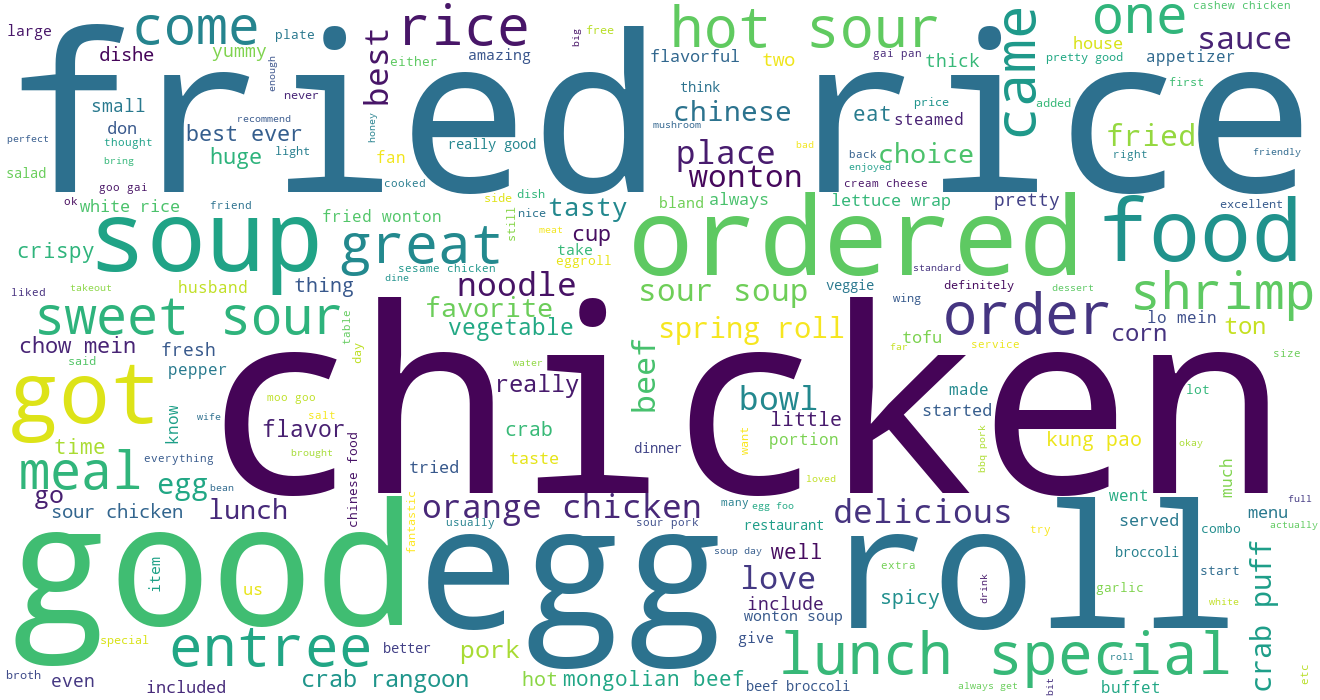 large
come
rice
hot sour
one
cashew chicken
fried rice
dishe
yummy
plate
best
either
amazing
big
free
flavorful
two
gai pan
thick
came
house
pretty good
sauce
appetizer
enough
never
think
first
small
don
thought
perfect
bring
best ever
recommend
huge
light
honey
fan
really good
mushroom
chinese
place
wonton
bad
eat
back
price
steamed
choice
enjoyed
added
fried
right
friendly
salad
goo gai
cooked
cream cheese
ok
white rice
friend
fried wonton
side
dish
nice
still
tasty
bland
always
lettuce wrap
pretty
excellent
crispy
soup
great
meat
cup
take
eggroll
ordered
food
sesame chicken
dine
standard
liked
takeout
husband
thing
noodle
sour soup
veggie
wing
definitely
dessert
shrimp
sweet sour
table
favorite
vegetable
spring roll
order
lo mein
corn
ton
chow mein
fresh
day
tofu
far
service
size
said
pepper
water
beef
got
chicken
moo goo
really
bowl
made
lot
wife
know
salt
flavor
little
started
crab
portion
want
kung pao
okay
time
everything
brought
chinese food
taste
dinner
bbq pork
meal
bean
tried
loved
much
go
egg
sour chicken
lunch
orange chicken
many
egg foo
delicious
went
full
fantastic
usually
sour pork
restaurant
try
served
combo
menu
actually
good
egg roll
item
soup day
well
broccoli
us
love
extra
drink
start
garlic
include
spicy
white
crab puff
wonton soup
special
entree
better
pork
give
lunch special
roll
broth
even
included
crab rangoon
hot
mongolian beef
beef broccoli
always get
bit
buffet
etc